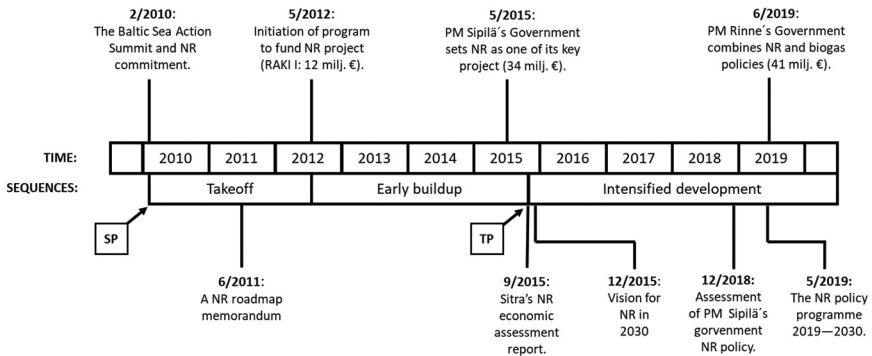 2/2010:
The Baltic Sea Action
Summit and NR
commitment.
5/2012:
Initiation of program
to fund NR project
(RAKI I: 12 milj. €).
5/2015:
PM Sipilä´s Government
sets NR as one of its key
project (34 milj. €).
6/2019:
PM Rinne´s Government
combines NR and biogas
policies (41 milj. €).
TIME: 2010 2011 2012 2013 2014 2015 2016 2017 2018 2019
SEQUENCES: Takeoff Early buildup Intensified development
SP
TP
6/2011:
A NR roadmap
memorandum
9/2015:
Sitra's NR
economic
assessment
report.
12/2015:
Vision for
NR in
2030
12/2018:
Assessment
of PM Sipilä´s
gorvenment
NR policy.
5/2019:
The NR policy
programme
2019—2030.